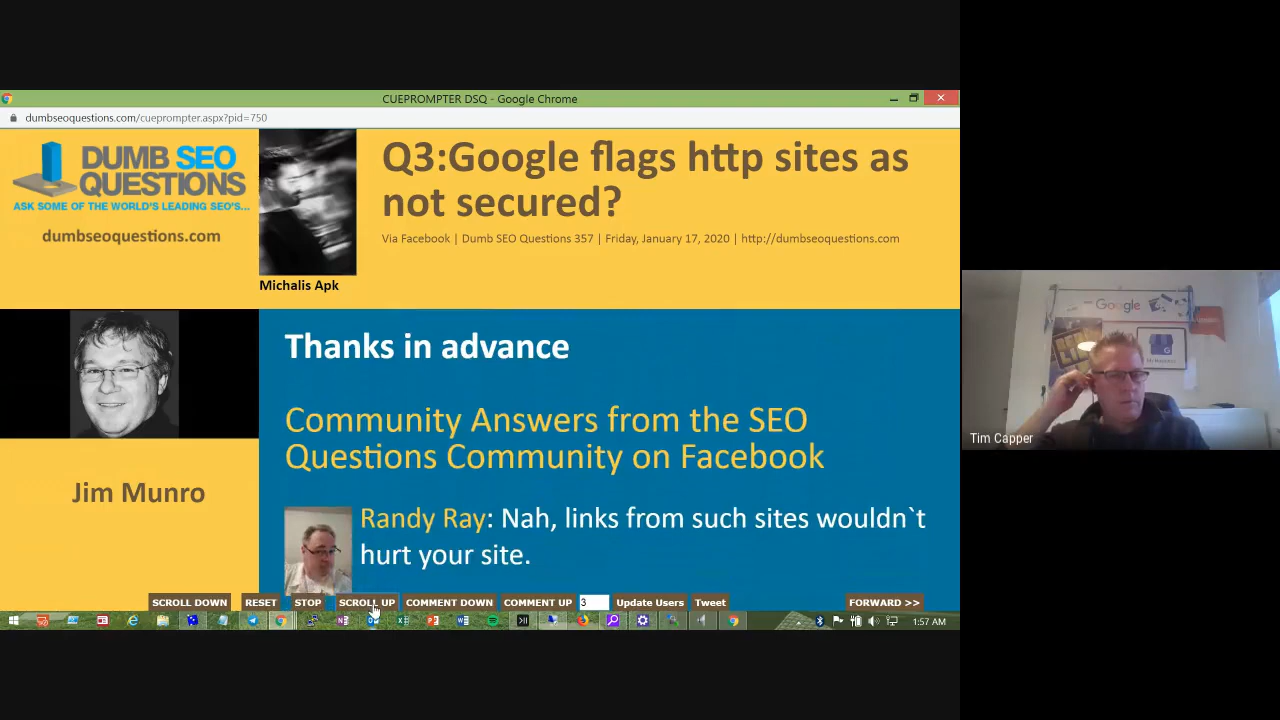 CUEPROMPTER DSQ - Google Chrome
dumbseoquestions.com/cueprompter.aspx?pid=750
DUMB SEO
QUESTIONS
ASK SOME OF THE WORLD'S LEADING SEO'S...
dumbseoquestions.com
Michalis Apk
Q3:Google flags http sites as
not secured?
Via Facebook | Dumb SEO Questions 357 | Friday, January 17, 2020 | http://dumbseoquestions.com
Jim Munro
Thanks in advance
Community Answers from the SEO
Questions Community on Facebook
Randy Ray: Nah, links from such sites wouldn`t
hurt your site.
SCROLL DOWN RESET STOP SCROLL UP COMMENT DOWN COMMENT UP 3 Update Users Tweet FORWARD >>
1:57 AM
Google
Tim Capper